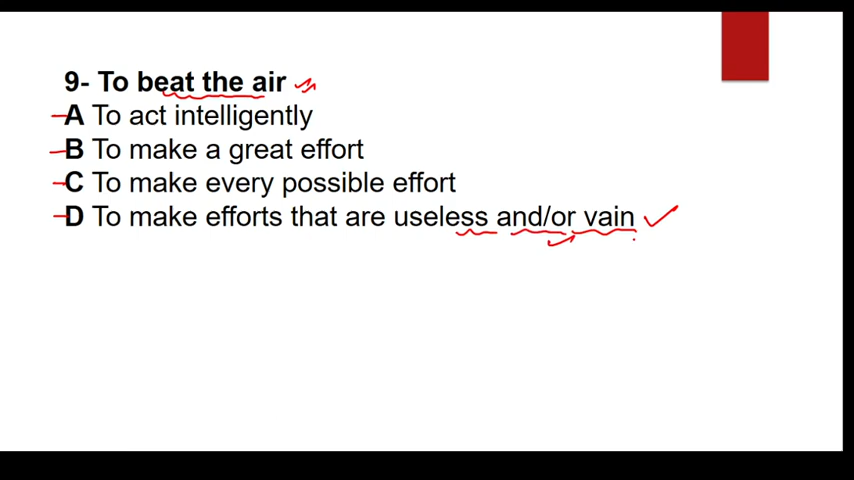 9- To beat the air
A To act intelligently
B To make a great effort
C To make every possible effort
D To make efforts that are useless and/or vain